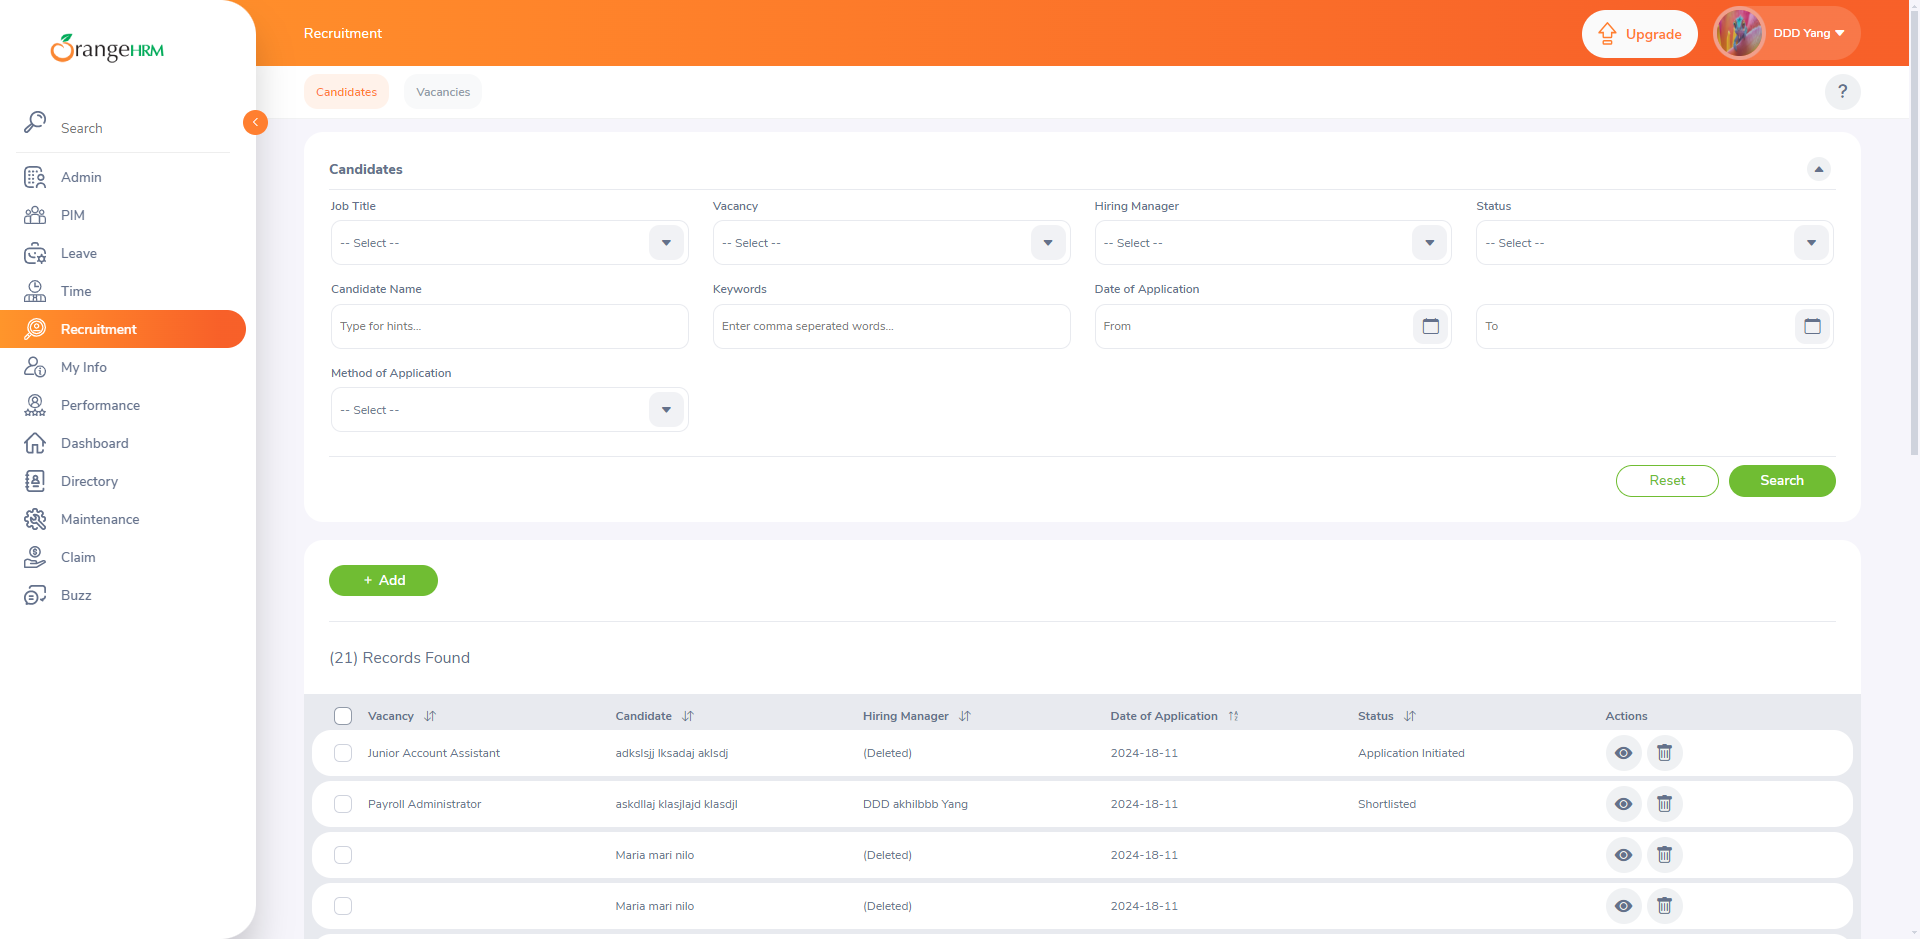 OrangeHRM
Recruitment
Upgrade
DDD Yang
Candidates
Vacancies
?
Search
Admin
PIM
Leave
Time
Recruitment
My Info
Performance
Dashboard
Directory
Maintenance
Claim
Buzz
Candidates
Job Title
Vacancy
Hiring Manager
Status
-- Select --
-- Select --
-- Select --
-- Select --
Candidate Name
Keywords
Date of Application
Type for hints...
Enter comma seperated words...
From
To
Method of Application
-- Select --
Reset
Search
+ Add
(21) Records Found
Vacancy Candidate Hiring Manager Date of Application Status Actions
Junior Account Assistant adkslsjj lksadaj aklsdj (Deleted) 2024-18-11 Application Initiated
Payroll Administrator askdllaj klasjlajd klasdjl DDD akhilbbb Yang 2024-18-11 Shortlisted
Maria mari nilo (Deleted) 2024-18-11
Maria mari nilo (Deleted) 2024-18-11